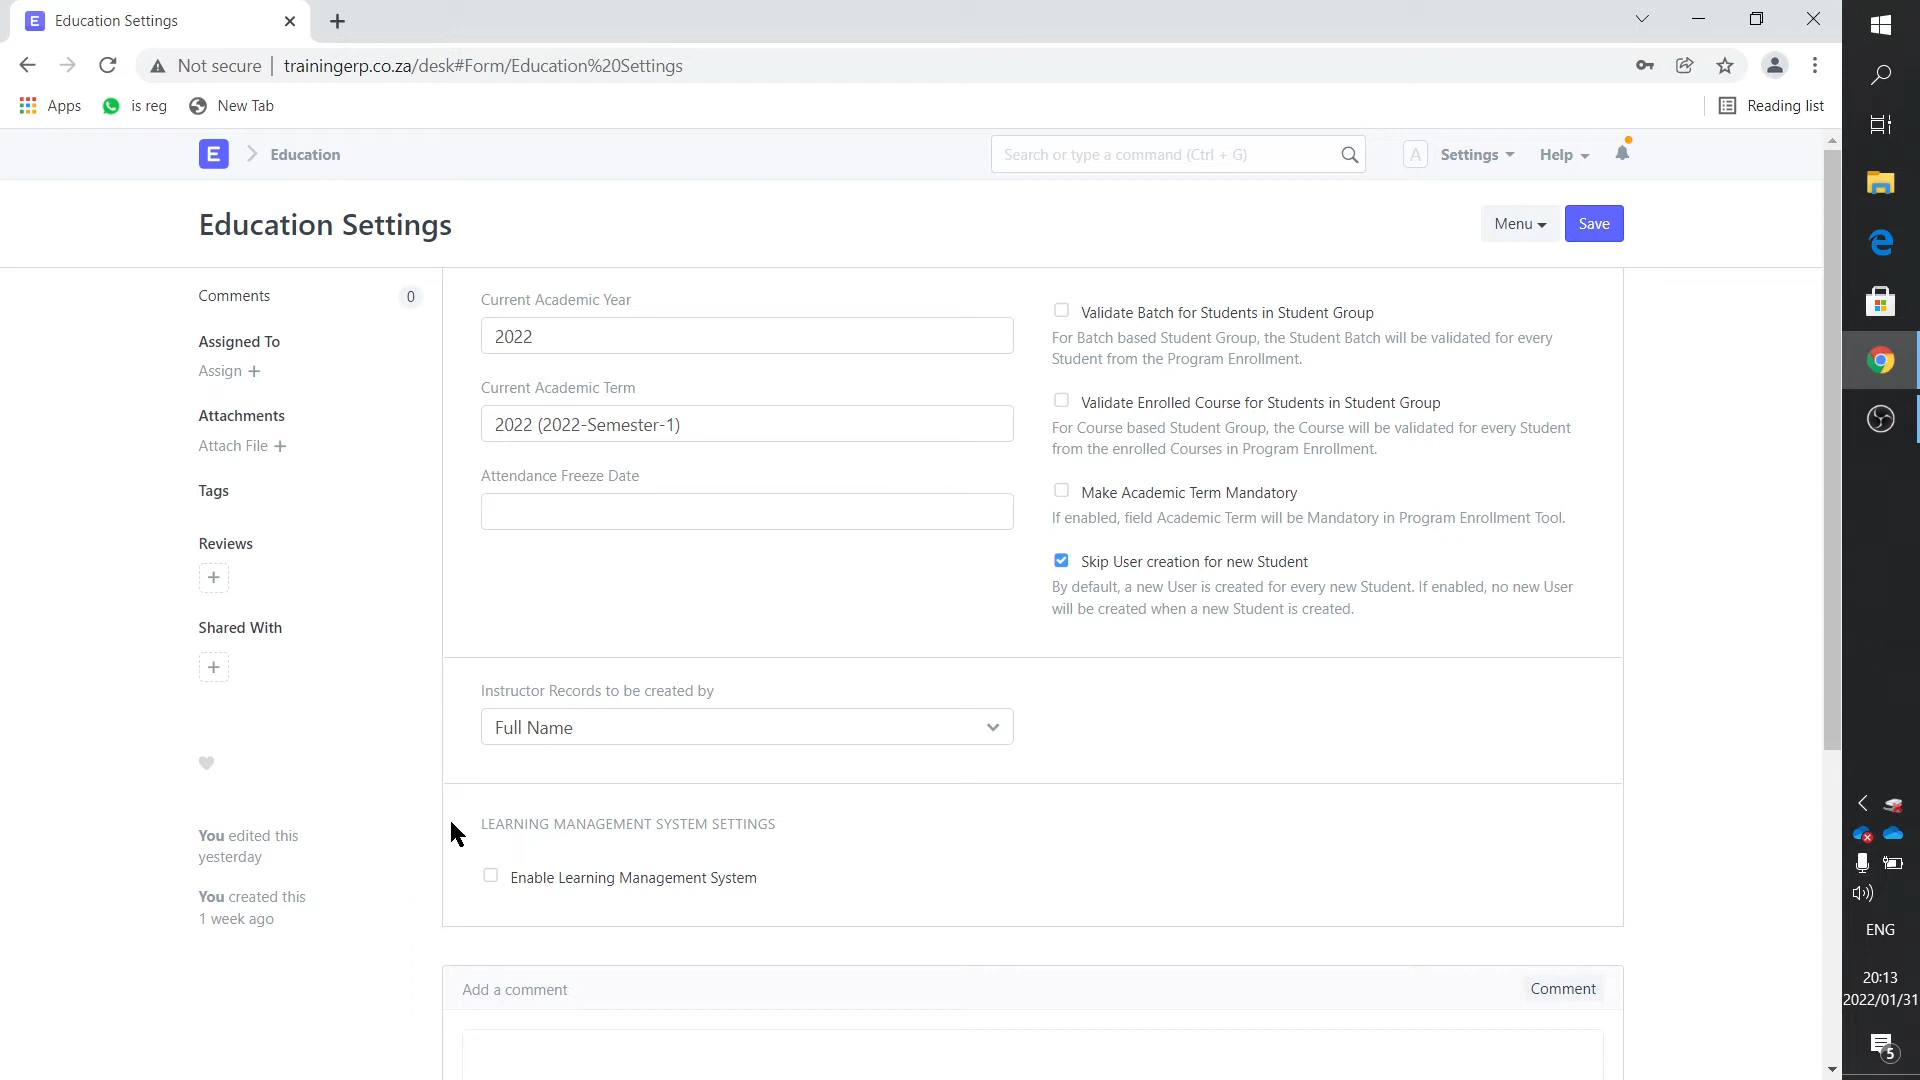 E Education Settings
Not secure | trainingerp.co.za/desk#Form/Education%20Settings
Apps is reg New Tab Reading list
E Education Search or type a command (Ctrl + G) A Settings Help
Education Settings Menu Save
Comments 0
Assigned To
Assign +
Attachments
Attach File +
Tags
Reviews
+
Shared With
+
You edited this
yesterday
You created this
1 week ago
Current Academic Year
2022
Current Academic Term
2022 (2022-Semester-1)
Attendance Freeze Date
Validate Batch for Students in Student Group
For Batch based Student Group, the Student Batch will be validated for every
Student from the Program Enrollment.
Validate Enrolled Course for Students in Student Group
For Course based Student Group, the Course will be validated for every Student
from the enrolled Courses in Program Enrollment.
Make Academic Term Mandatory
If enabled, field Academic Term will be Mandatory in Program Enrollment Tool.
Skip User creation for new Student
By default, a new User is created for every new Student. If enabled, no new User
will be created when a new Student is created.
Instructor Records to be created by
Full Name
LEARNING MANAGEMENT SYSTEM SETTINGS
Enable Learning Management System
Add a comment Comment
ENG
20:13
2022/01/31
5